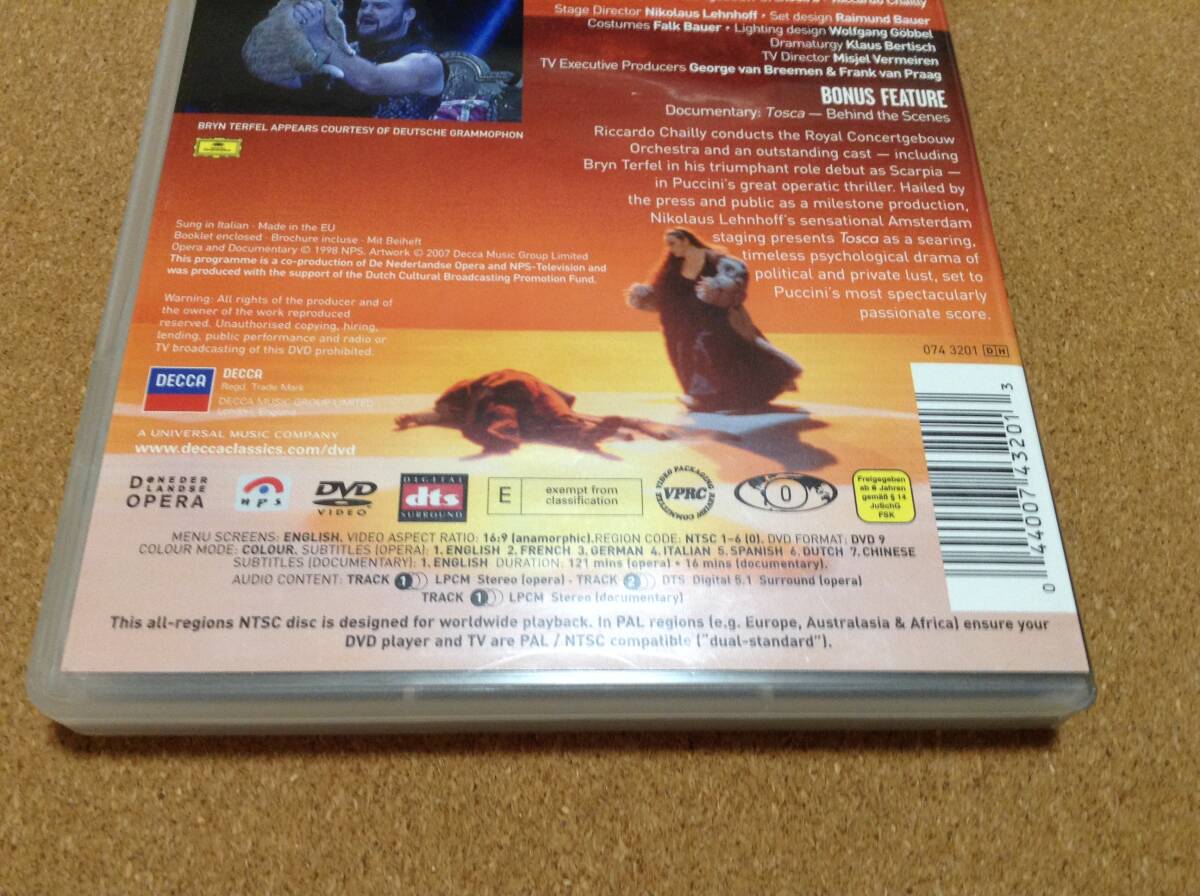 Riccardo Chailly
Stage Director Nikolaus Lehnhoff · Set design Raimund Bauer
Costumes Falk Bauer · Lighting design Wolfgang Göbbel
Dramaturgy Klaus Bertisch
TV Director Misjel Vermeiren
TV Executive Producers George van Breemen & Frank van Praag
BONUS FEATURE
Documentary: Tosca — Behind the Scenes
Riccardo Chailly conducts the Royal Concertgebouw
Orchestra and an outstanding cast — including
Bryn Terfel in his triumphant role debut as Scarpia —
in Puccini's great operatic thriller. Hailed by
the press and public as a milestone production,
Nikolaus Lehnhoff's sensational Amsterdam
staging presents Tosca as a searing,
timeless psychological drama of
political and private lust, set to
Puccini's most spectacularly
passionate score.
BRYN TERFEL APPEARS COURTESY OF DEUTSCHE GRAMMOPHON
Sung in Italian · Made in the EU
Booklet enclosed · Brochure incluse · Mit Beiheft
Opera and Documentary © 1998 NPS. Artwork © 2007 Decca Music Group Limited
This programme is a co-production of De Nederlandse Opera and NPS-Television and
was produced with the support of the Dutch Cultural Broadcasting Promotion Fund.
Warning: All rights of the producer and of
the owner of the work reproduced
reserved. Unauthorised copying, hiring,
lending, public performance and radio or
TV broadcasting of this DVD prohibited.
074 3201 DH
DECCA
DECCA
Regd. Trade Mark
DECCA MUSIC GROUP LIMITED
London, England
A UNIVERSAL MUSIC COMPANY
www.deccaclassics.com/dvd
0 44007 43201 3
DE NEDER
LANDSE
OPERA
NPS
DVD
VIDEO
DIGITAL
dts
SURROUND
E exempt from
classification
VIDEO PACKAGING REVIEW COMMITTEE
VPRC
0
Freigegeben
ab 6 Jahren
gemäß § 14
JuSchG
FSK
MENU SCREENS: ENGLISH. VIDEO ASPECT RATIO: 16:9 (anamorphic). REGION CODE: NTSC 1–6 (0). DVD FORMAT: DVD 9
COLOUR MODE: COLOUR. SUBTITLES (OPERA): 1. ENGLISH 2. FRENCH 3. GERMAN 4. ITALIAN 5. SPANISH 6. DUTCH 7. CHINESE
SUBTITLES (DOCUMENTARY): 1. ENGLISH DURATION: 121 mins (opera) • 16 mins (documentary).
AUDIO CONTENT: TRACK 1 LPCM Stereo (opera) · TRACK 2 DTS Digital 5.1 Surround (opera)
TRACK 1 LPCM Stereo (documentary)
This all-regions NTSC disc is designed for worldwide playback. In PAL regions (e.g. Europe, Australasia & Africa) ensure your
DVD player and TV are PAL / NTSC compatible ("dual-standard").